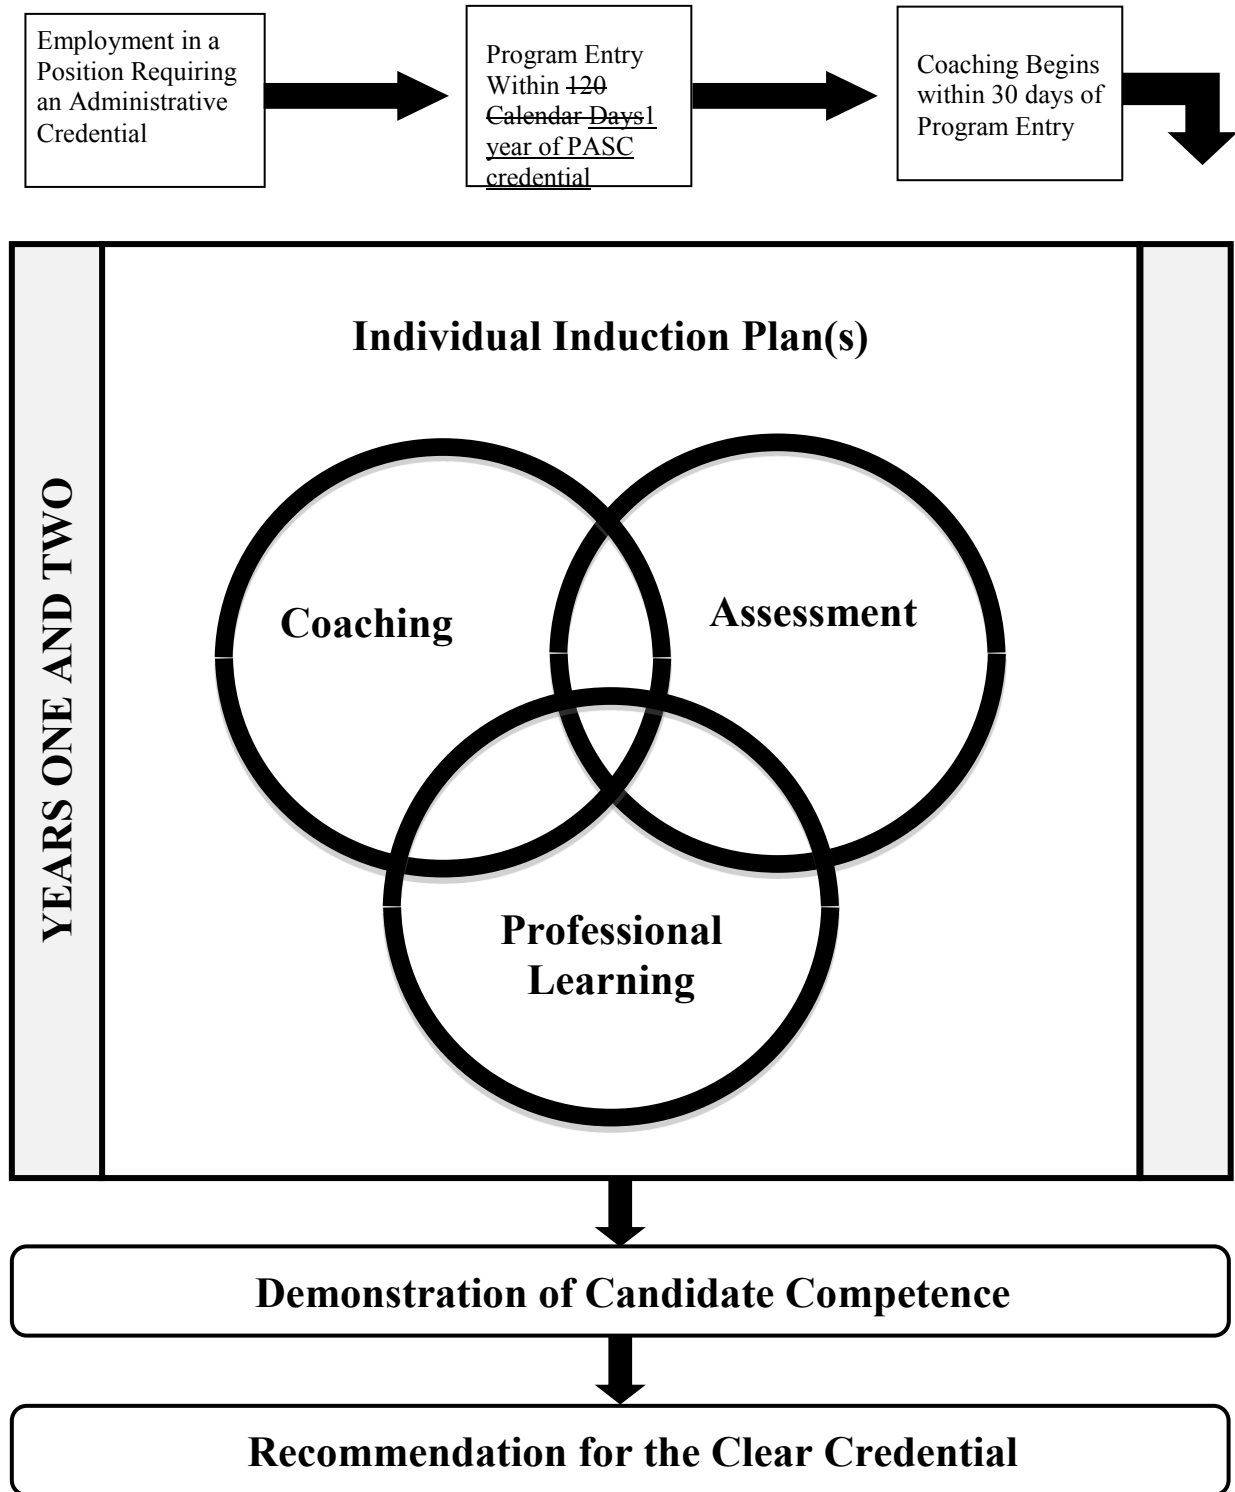 Employment in a
Position Requiring
an Administrative
Credential
Program Entry
Within 120
Calendar Days1
year of PASC
credential
Coaching Begins
within 30 days of
Program Entry
Individual Induction Plan(s)
YEARS ONE AND TWO
Coaching
Assessment
Professional
Learning
Demonstration of Candidate Competence
Recommendation for the Clear Credential